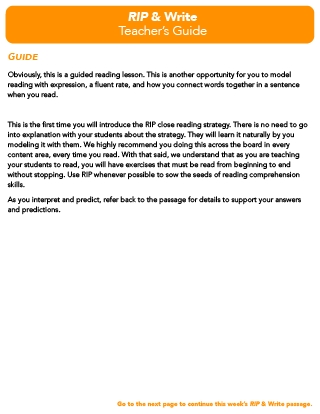 RIP & Write
Teacher's Guide
GUIDE
Obviously, this is a guided reading lesson. This is another opportunity for you to model
reading with expression, a fluent rate, and how you connect words together in a sentence
when you read.
This is the first time you will introduce the RIP close reading strategy. There is no need to go
into explanation with your students about the strategy. They will learn it naturally by you
modeling it with them. We highly recommend you doing this across the board in every
content area, every time you read. With that said, we understand that as you are teaching
your students to read, you will have exercises that must be read from beginning to end
without stopping. Use RIP whenever possible to sow the seeds of reading comprehension
skills.
As you interpret and predict, refer back to the passage for details to support your answers
and predictions.
Go to the next page to continue this week's RIP & Write passage.